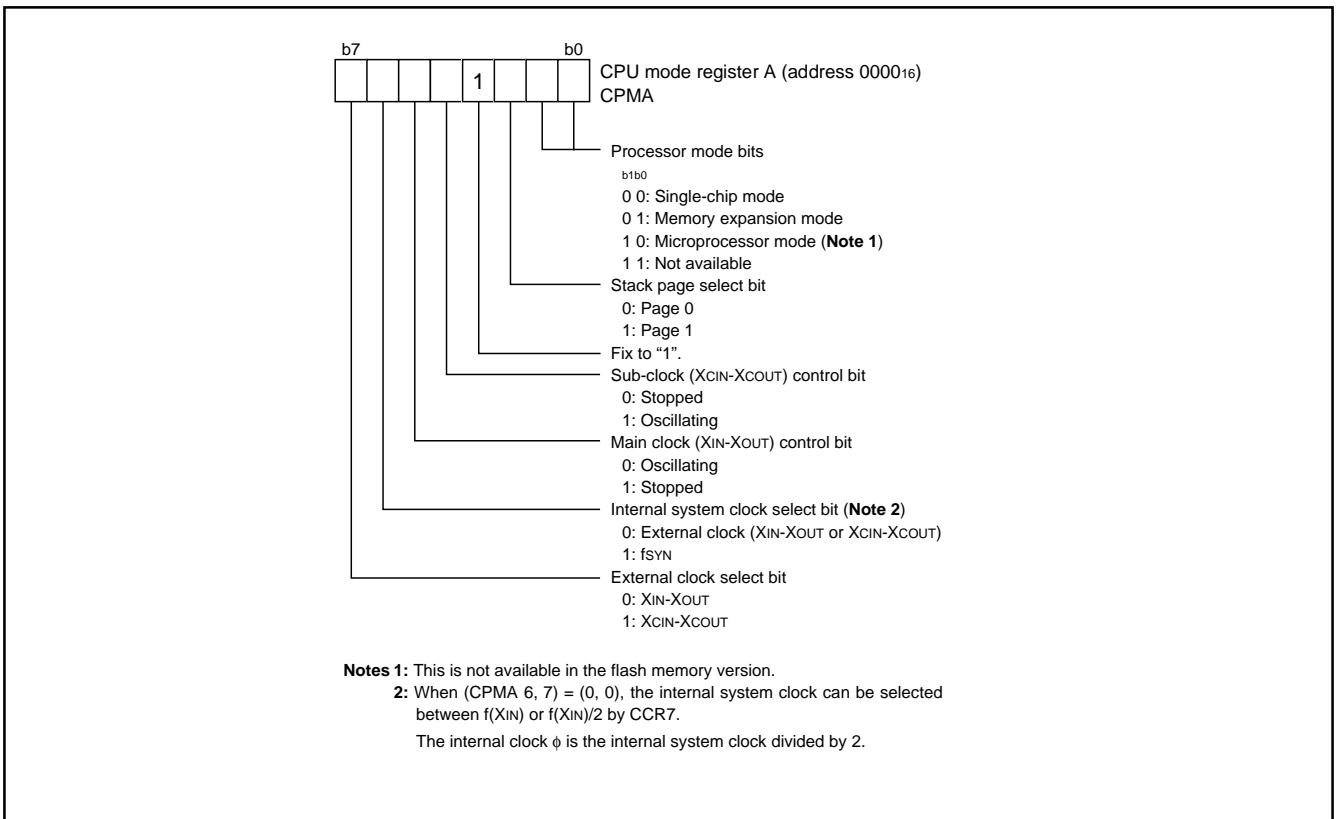 b7 b0
1
CPU mode register A (address 0000₁₆)
CPMA
Processor mode bits
b1b0
0 0: Single-chip mode
0 1: Memory expansion mode
1 0: Microprocessor mode (Note 1)
1 1: Not available
Stack page select bit
0: Page 0
1: Page 1
Fix to “1”.
Sub-clock (XCIN-XCOUT) control bit
0: Stopped
1: Oscillating
Main clock (XIN-XOUT) control bit
0: Oscillating
1: Stopped
Internal system clock select bit (Note 2)
0: External clock (XIN-XOUT or XCIN-XCOUT)
1: fSYN
External clock select bit
0: XIN-XOUT
1: XCIN-XCOUT
Notes 1: This is not available in the flash memory version.
2: When (CPMA 6, 7) = (0, 0), the internal system clock can be selected
between f(XIN) or f(XIN)/2 by CCR7.
The internal clock ϕ is the internal system clock divided by 2.